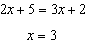 2x + 5 = 3x + 2
x = 3